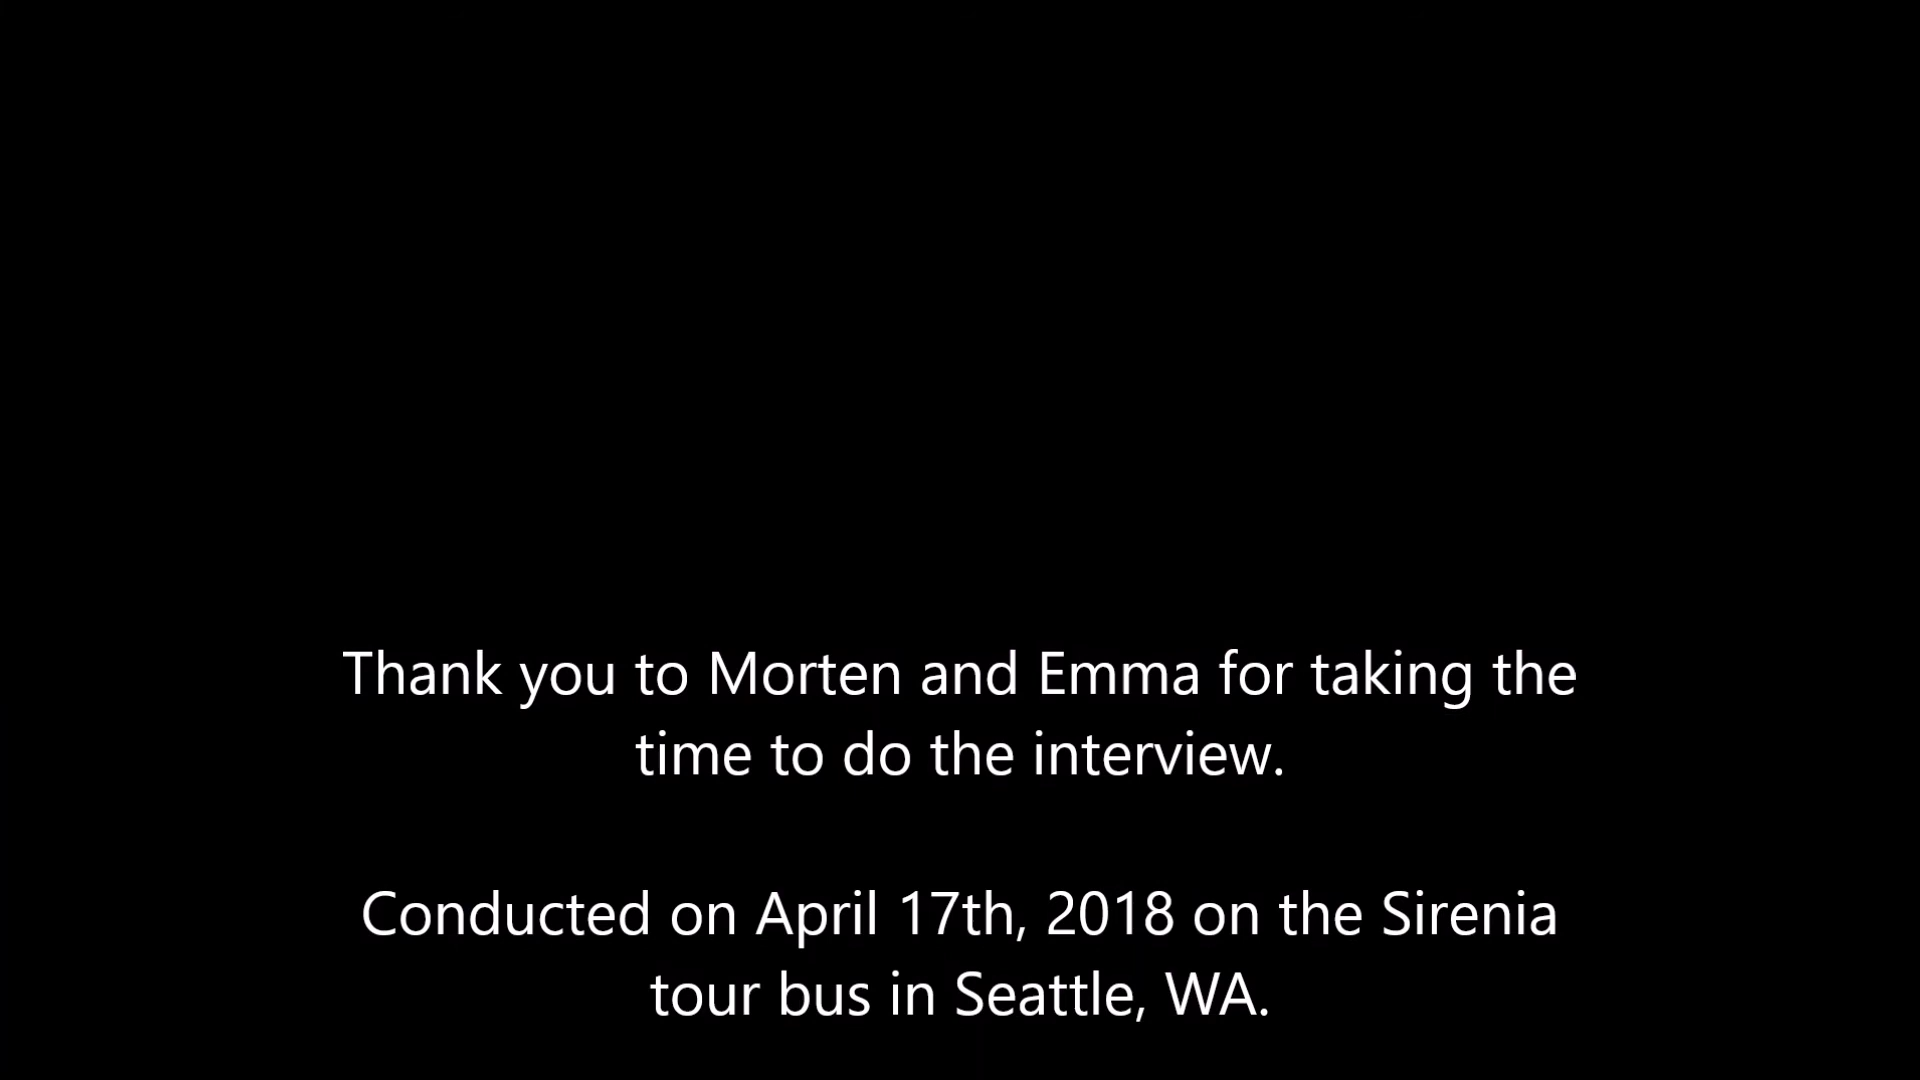 Thank you to Morten and Emma for taking the
time to do the interview.
Conducted on April 17th, 2018 on the Sirenia
tour bus in Seattle, WA.